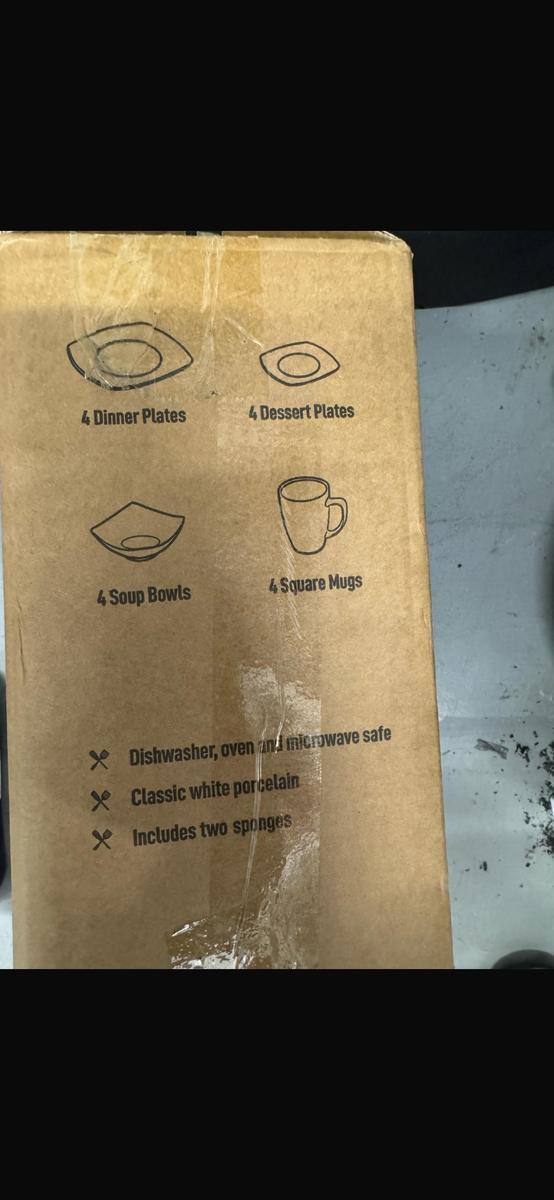 4 Dinner Plates
4 Dessert Plates
4 Soup Bowls
4 Square Mugs
Dishwasher, oven and microwave safe
Classic white porcelain
Includes two sponges